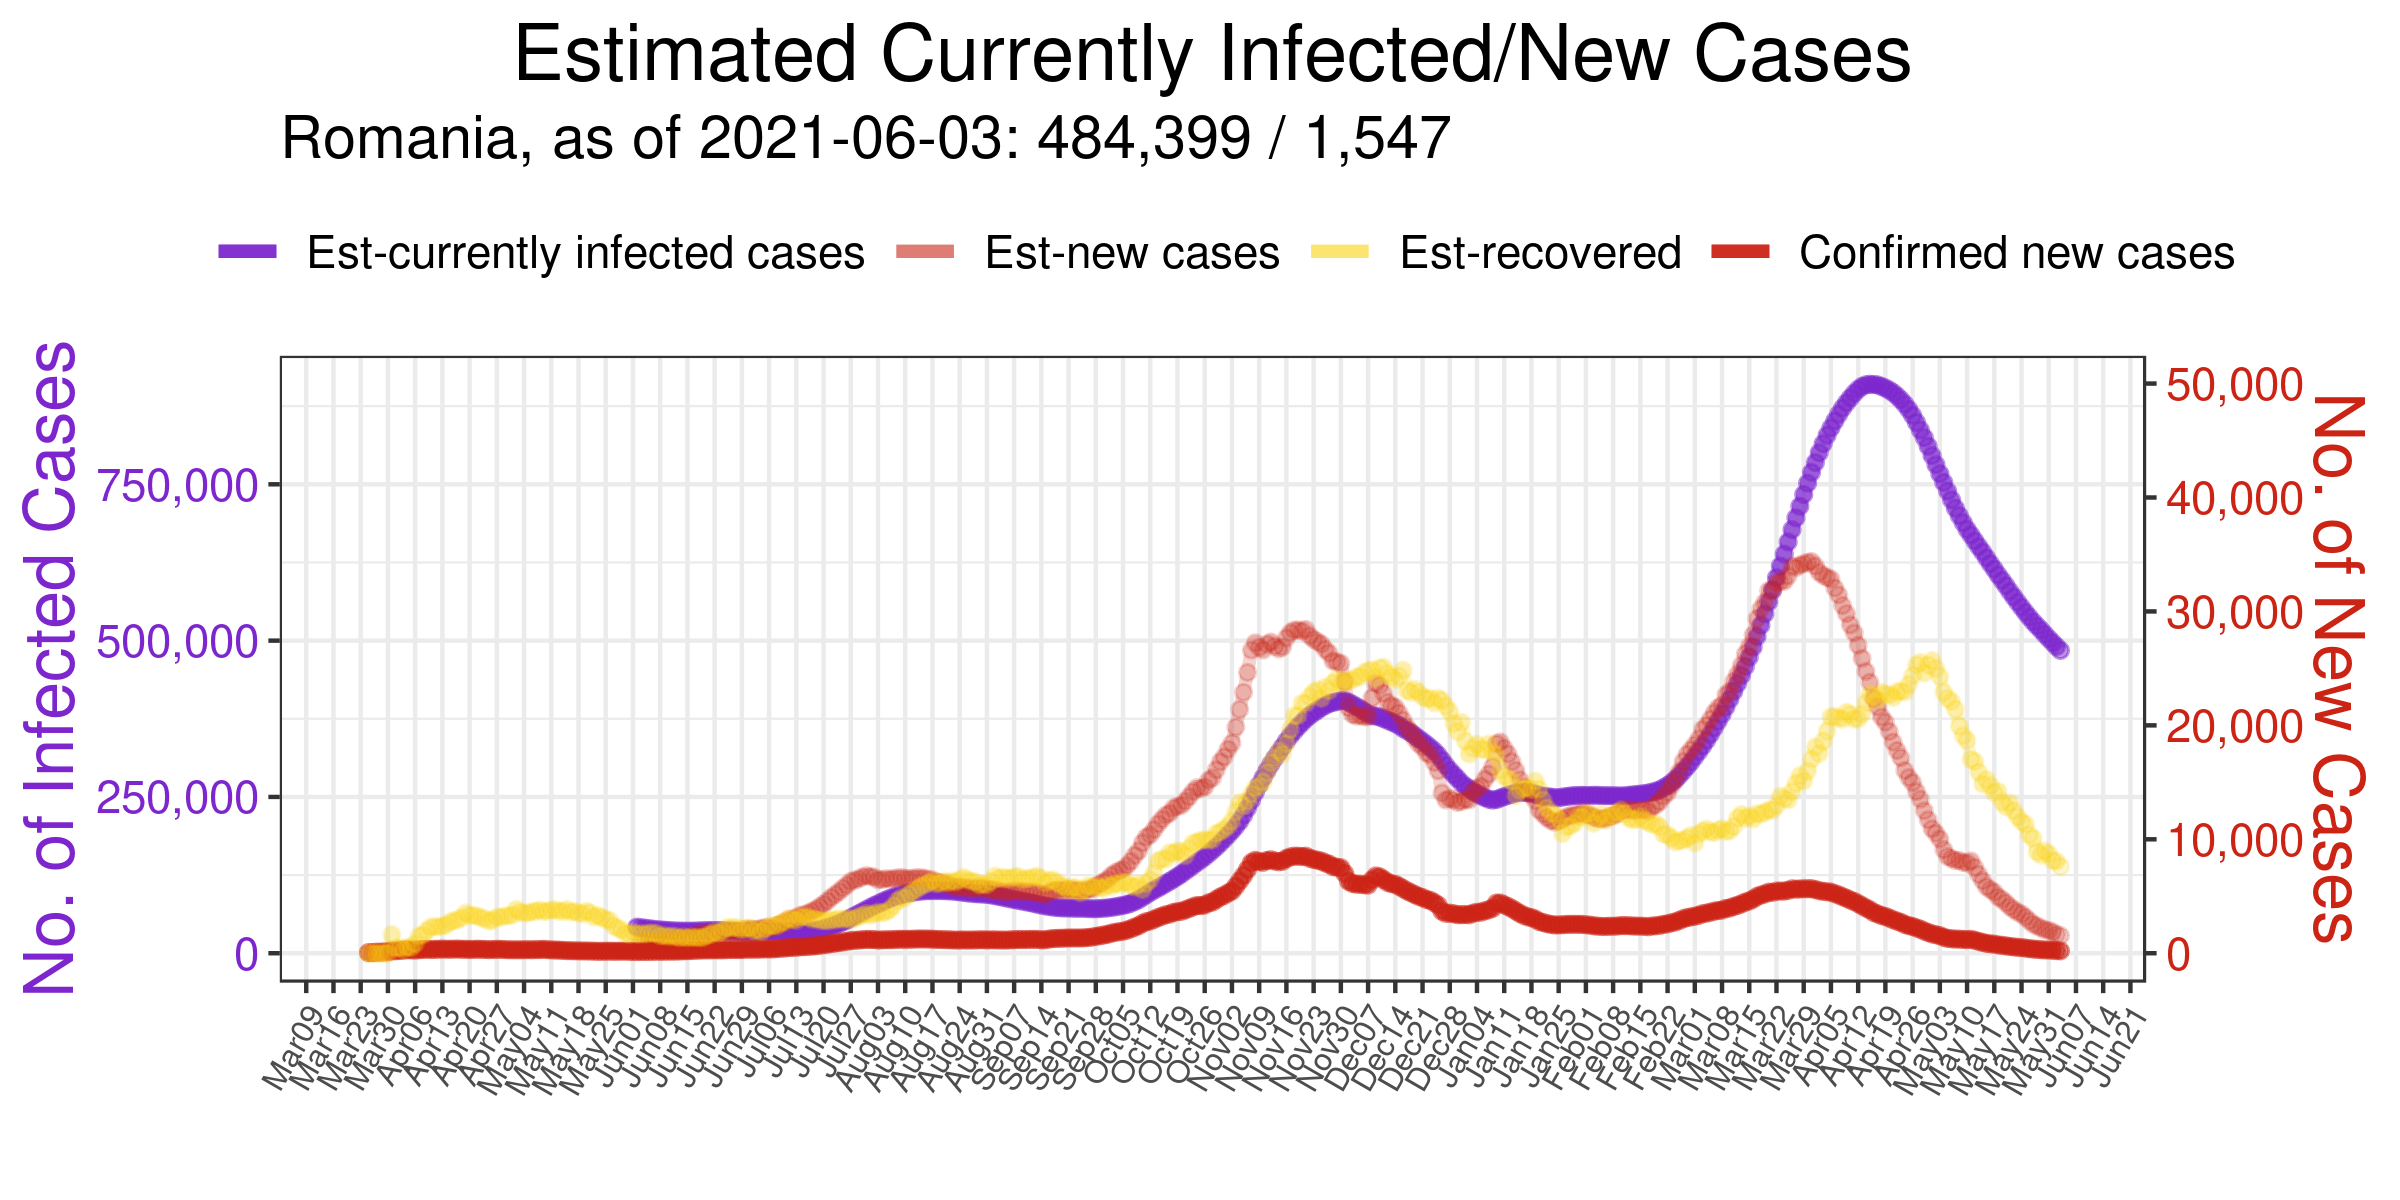 Estimated Currently Infected/New Cases
Romania, as of 2021-06-03: 484,399 / 1,547
Est-currently infected cases Est-new cases Est-recovered Confirmed new cases
No. of Infected Cases
750,000
500,000
250,000
0
50,000
40,000
30,000
20,000
10,000
0
No. of New Cases
Mar09 Mar16 Mar23 Mar30 Apr06 Apr13 Apr20 Apr27 May04 May11 May18 May25 Jun01 Jun08 Jun15 Jun22 Jun29 Jul06 Jul13 Jul20 Jul27 Aug03 Aug10 Aug17 Aug24 Aug31 Sep07 Sep14 Sep21 Sep28 Oct05 Oct12 Oct19 Oct26 Nov02 Nov09 Nov16 Nov23 Nov30 Dec07 Dec14 Dec21 Dec28 Jan04 Jan11 Jan18 Jan25 Feb01 Feb08 Feb15 Feb22 Mar01 Mar08 Mar15 Mar22 Mar29 Apr05 Apr12 Apr19 Apr26 May03 May10 May17 May24 May31 Jun07 Jun14 Jun21